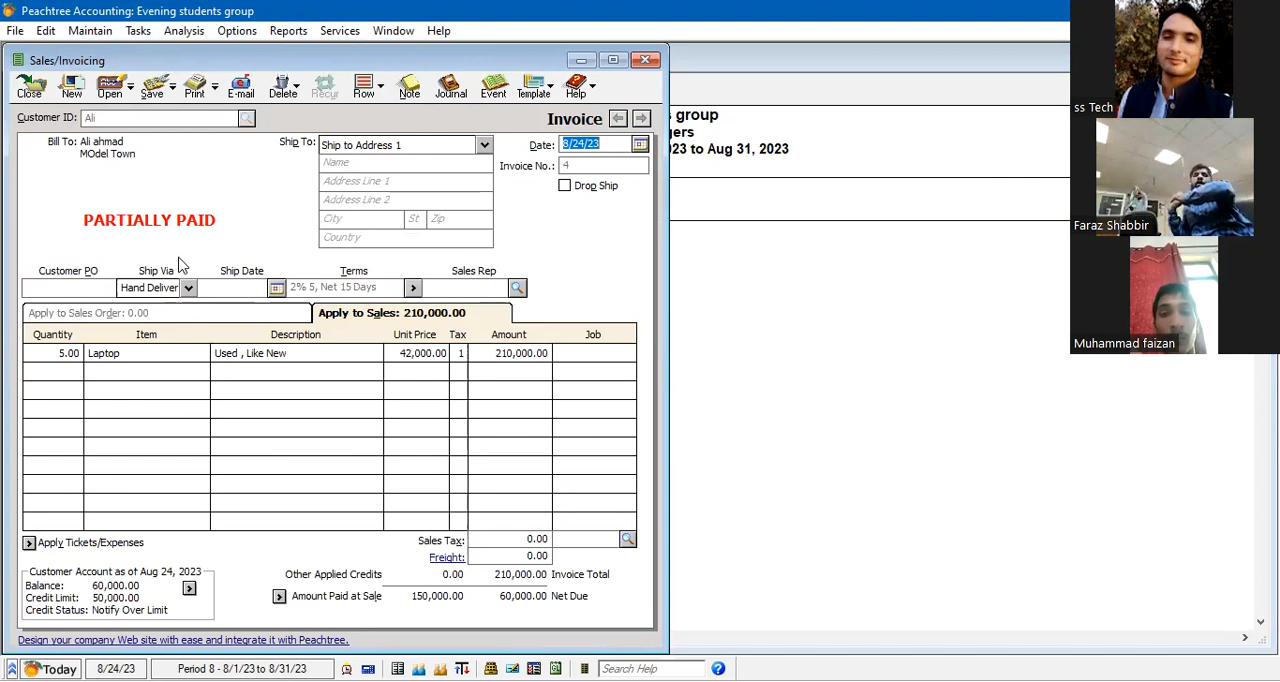 Peachtree Accounting: Evening students group
File Edit Maintain Tasks Analysis Options Reports Services Window Help
Sales/Invoicing
Close New Open Save Print E-mail Delete Recur Row Note Journal Event Template Help
Customer ID: Ali
Invoice
Bill To: Ali ahmad
MOdel Town
Ship To: Ship to Address 1
Name
Address Line 1
Address Line 2
City St Zip
Country
Date: 8/24/23
Invoice No.: 4
Drop Ship
PARTIALLY PAID
Customer PO Ship Via Ship Date Terms Sales Rep
Hand Deliver 2% 5, Net 15 Days
Apply to Sales Order: 0.00 Apply to Sales: 210,000.00
Quantity Item Description Unit Price Tax Amount Job
5.00 Laptop Used , Like New 42,000.00 1 210,000.00
Apply Tickets/Expenses
Sales Tax: 0.00
Freight: 0.00
Other Applied Credits 0.00 210,000.00 Invoice Total
Amount Paid at Sale 150,000.00 60,000.00 Net Due
Customer Account as of Aug 24, 2023
Balance: 60,000.00
Credit Limit: 50,000.00
Credit Status: Notify Over Limit
Design your company Web site with ease and integrate it with Peachtree.
s group
gers
023 to Aug 31, 2023
ss Tech
Faraz Shabbir
Muhammad faizan
Today 8/24/23 Period 8 - 8/1/23 to 8/31/23 Search Help